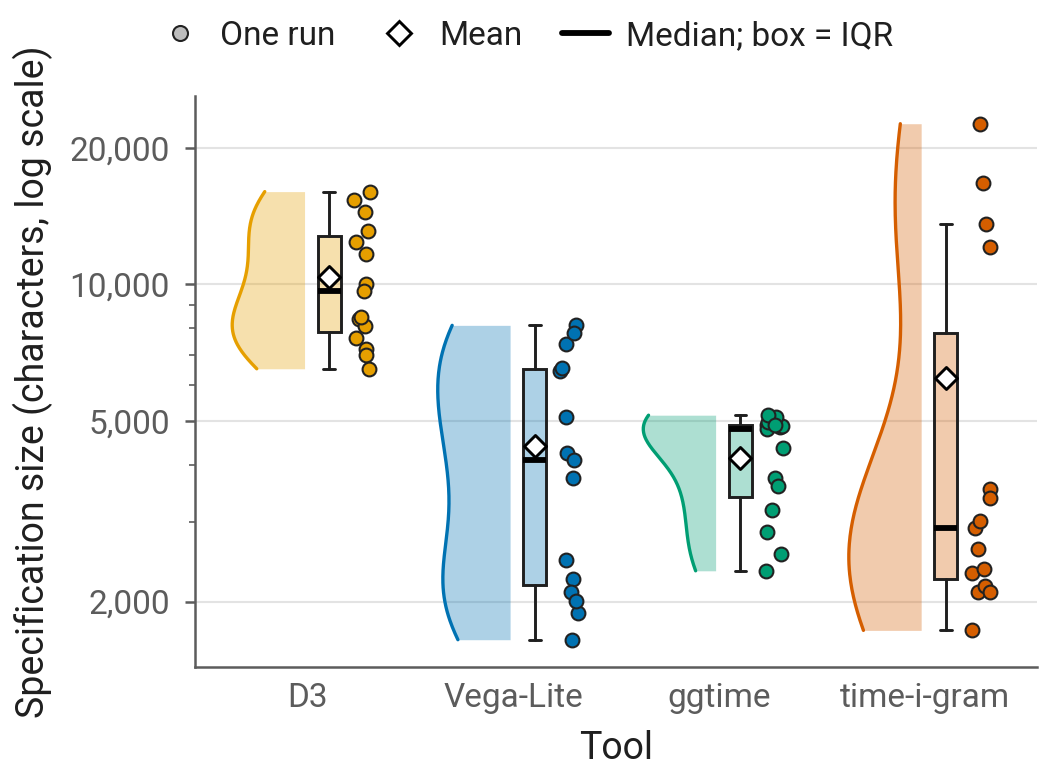 One run
Mean
Median; box = IQR
Specification size (characters, log scale)
20,000
10,000
5,000
2,000
D3
Vega-Lite
ggtime
time-i-gram
Tool